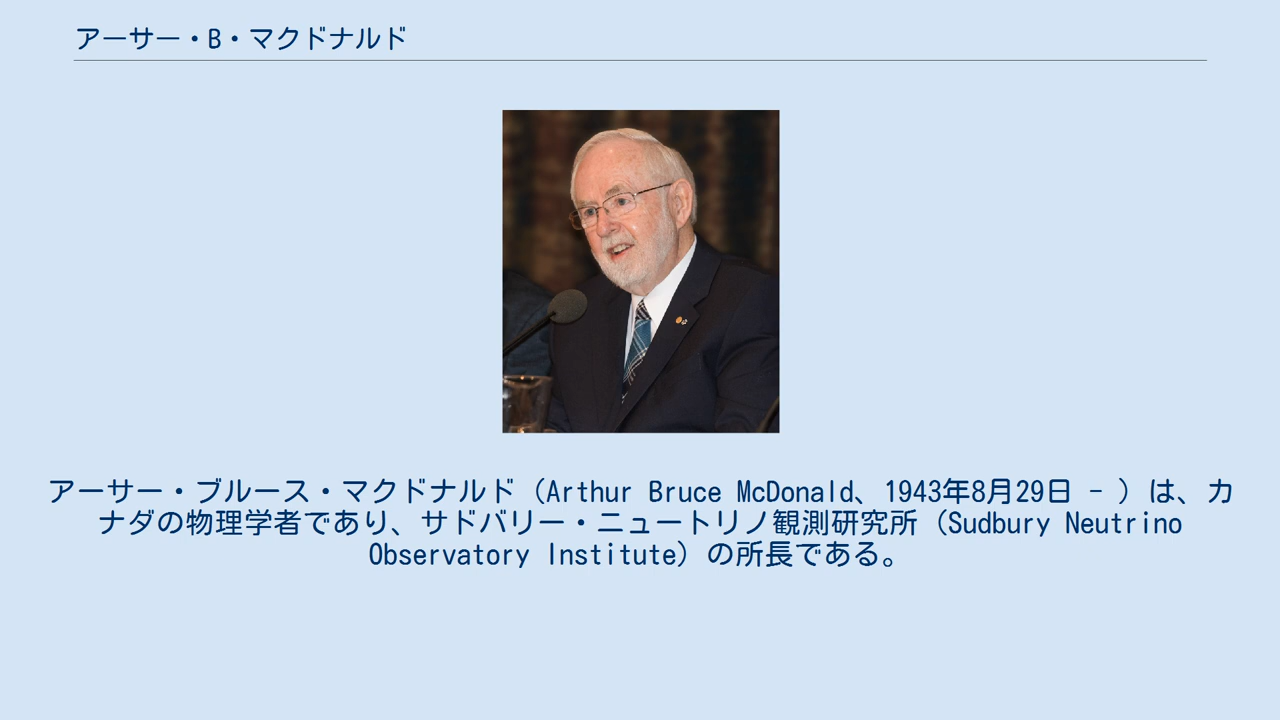 アーサー・B・マクドナルド
アーサー・ブルース・マクドナルド（Arthur Bruce McDonald、1943年8月29日 - ）は、カ
ナダの物理学者であり、サドバリー・ニュートリノ観測研究所（Sudbury Neutrino
Observatory Institute）の所長である。